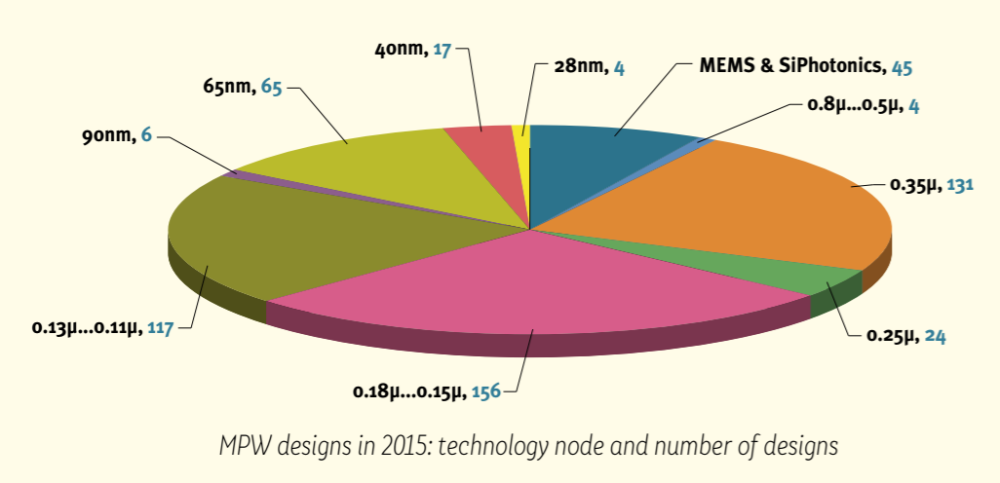 40nm, 17
28nm, 4
MEMS & SiPhotonics, 45
65nm, 65
0.8µ...0.5µ, 4
90nm, 6
0.35µ, 131
0.13µ...0.11µ, 117
0.25µ, 24
0.18µ...0.15µ, 156
MPW designs in 2015: technology node and number of designs